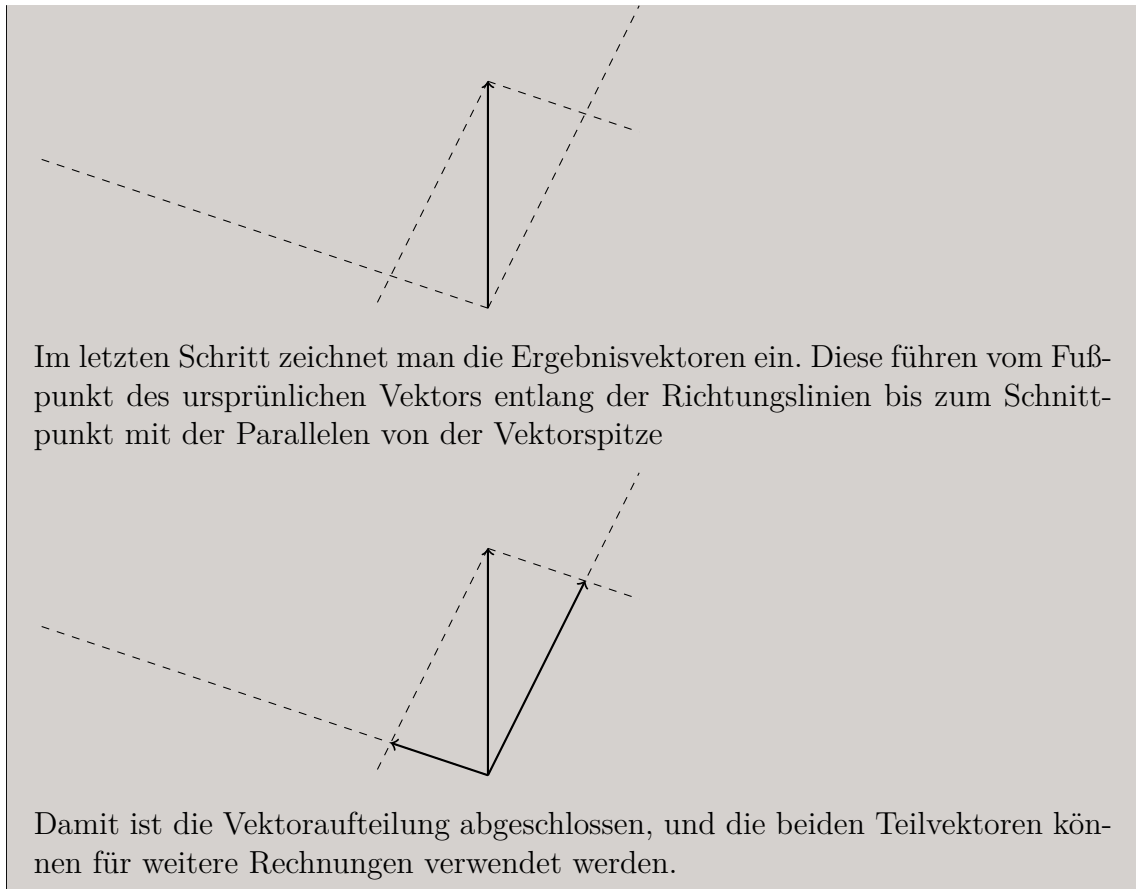 Im letzten Schritt zeichnet man die Ergebnisvektoren ein. Diese führen vom Fuß-
punkt des ursprünlichen Vektors entlang der Richtungslinien bis zum Schnitt-
punkt mit der Parallelen von der Vektorspitze
Damit ist die Vektoraufteilung abgeschlossen, und die beiden Teilvektoren kön-
nen für weitere Rechnungen verwendet werden.